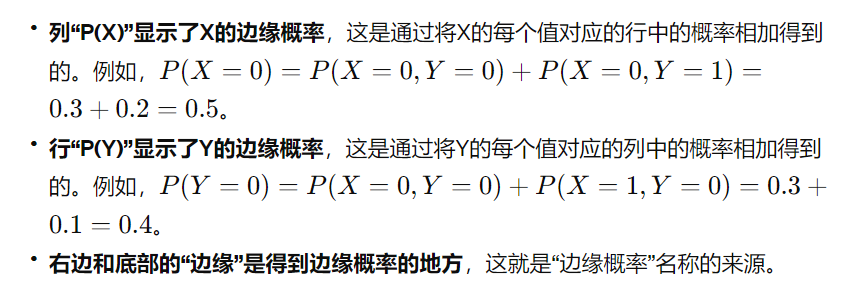 • 列“P(X)”显示了X的边缘概率，这是通过将X的每个值对应的行中的概率相加得到
的。例如，P(X = 0) = P(X = 0, Y = 0) + P(X = 0, Y = 1) =
0.3 + 0.2 = 0.5。
• 行“P(Y)”显示了Y的边缘概率，这是通过将Y的每个值对应的列中的概率相加得到
的。例如，P(Y = 0) = P(X = 0, Y = 0) + P(X = 1, Y = 0) = 0.3 +
0.1 = 0.4。
• 右边和底部的“边缘”是得到边缘概率的地方，这就是“边缘概率”名称的来源。